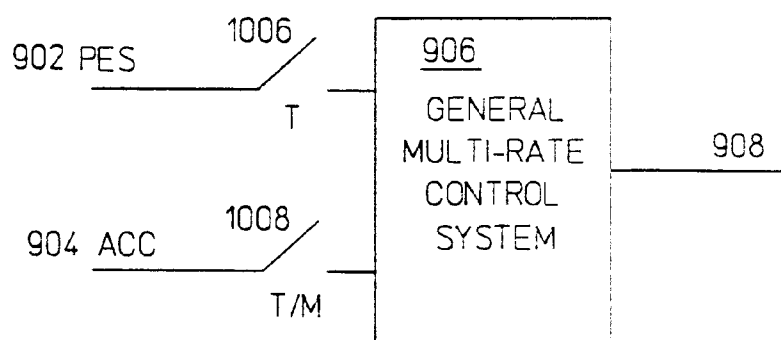 1006
902 PES
T
906
GENERAL
MULTI-RATE
CONTROL
SYSTEM
908
1008
904 ACC
T/M